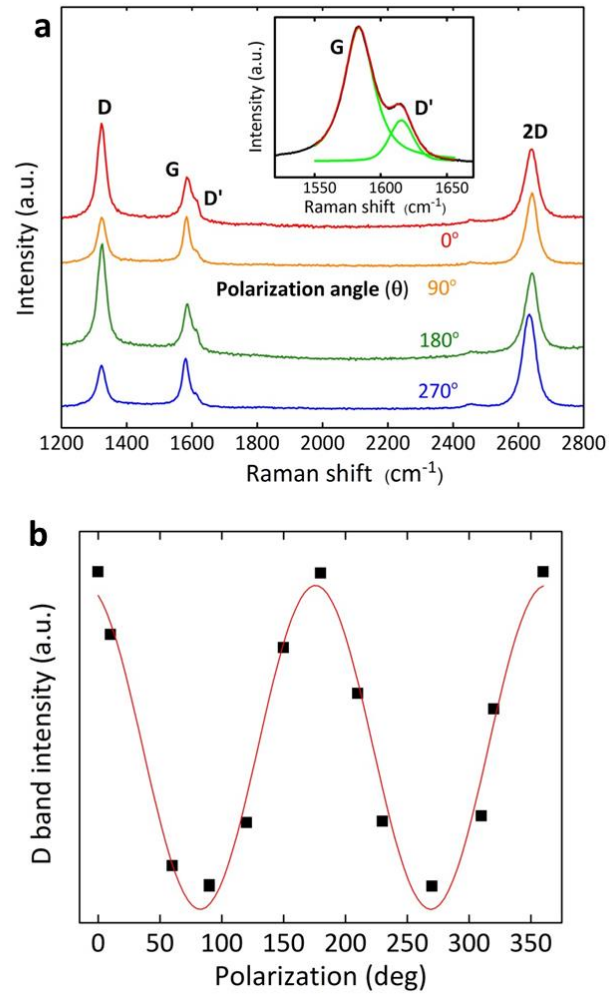 a
Intensity (a.u.)
D
G
D'
2D
0°
Polarization angle (θ) 90°
180°
270°
1200 1400 1600 1800 2000 2200 2400 2600 2800
Raman shift (cm-1)
Intensity (a.u.)
G
D'
1550 1600 1650
Raman shift (cm-1)
b
D band intensity (a.u.)
0 50 100 150 200 250 300 350
Polarization (deg)